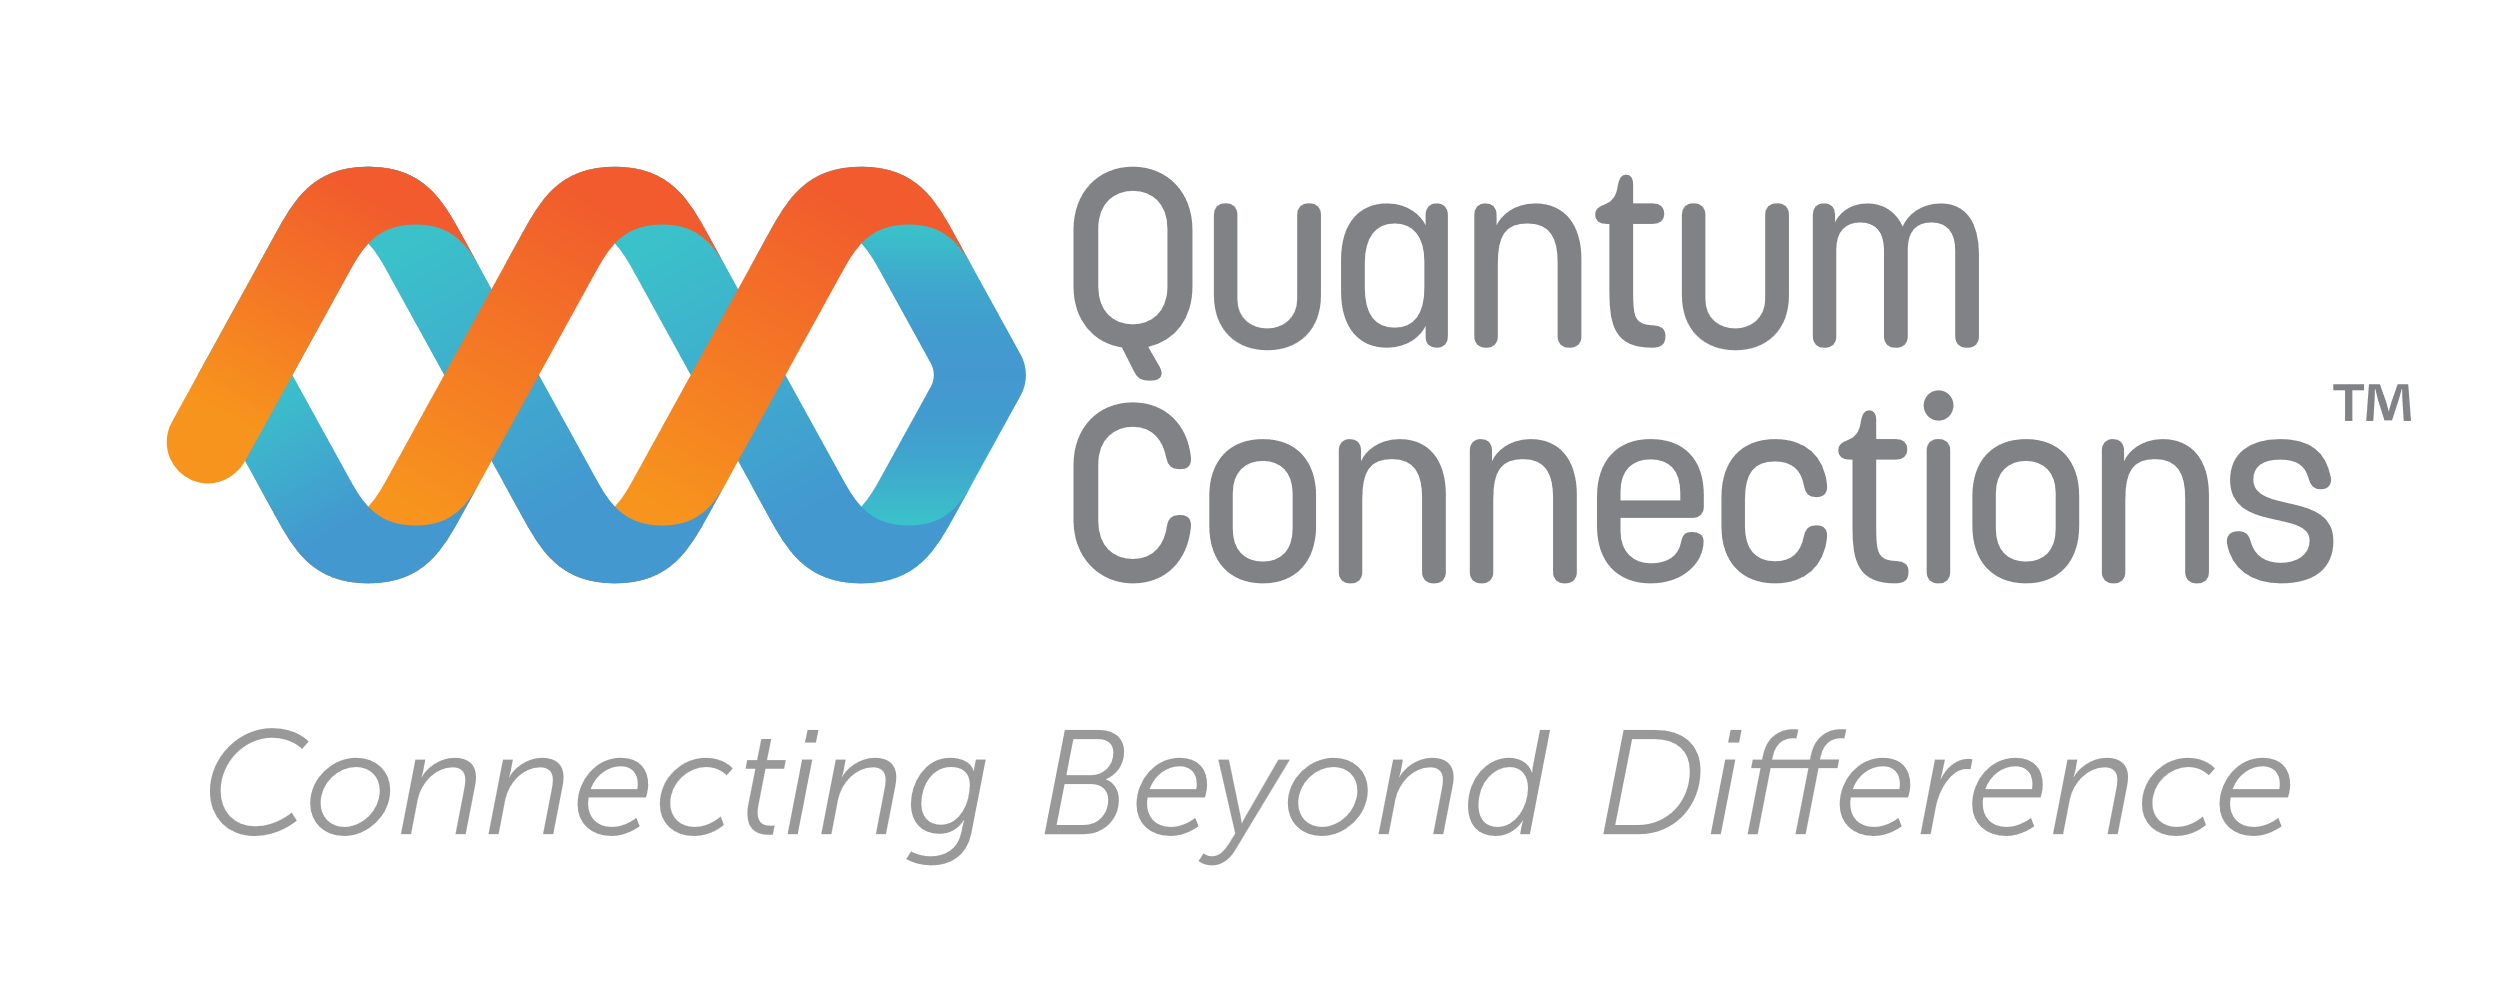 Quantum
Connections™
Connecting Beyond Difference